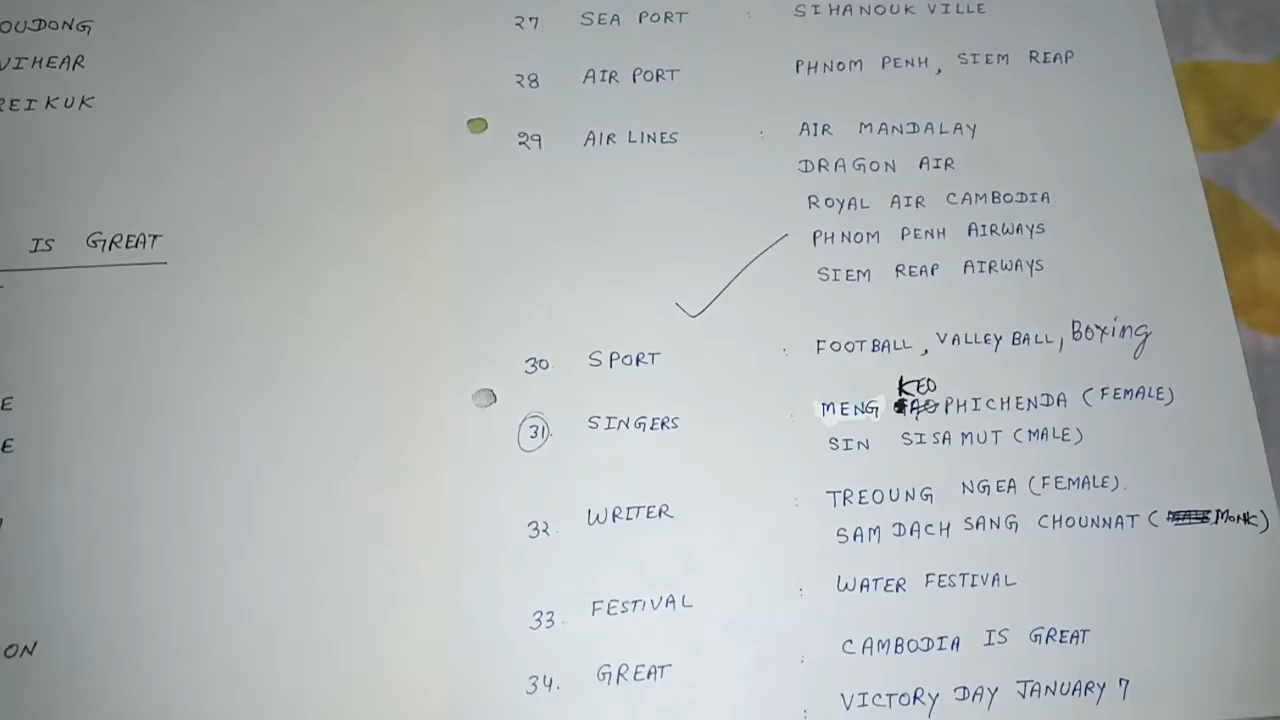 OUDONG
VIHEAR
REIKUK
IS GREAT
E
E
ON
27. SEA PORT : SIHANOUK VILLE
28 AIR PORT PHNOM PENH, SIEM REAP
29 AIR LINES : AIR MANDALAY
DRAGON AIR
ROYAL AIR CAMBODIA
PHNOM PENH AIRWAYS
SIEM REAP AIRWAYS
30. SPORT : FOOTBALL, VALLEY BALL, Boxing
31. SINGERS : MENG KEO PHICHENDA (FEMALE)
SIN SISAMUT (MALE)
32. WRITER : TREOUNG NGEA (FEMALE).
SAM DACH SANG CHOUNNAT (MONK)
33. FESTIVAL : WATER FESTIVAL
34. GREAT : CAMBODIA IS GREAT
: VICTORY DAY JANUARY 7